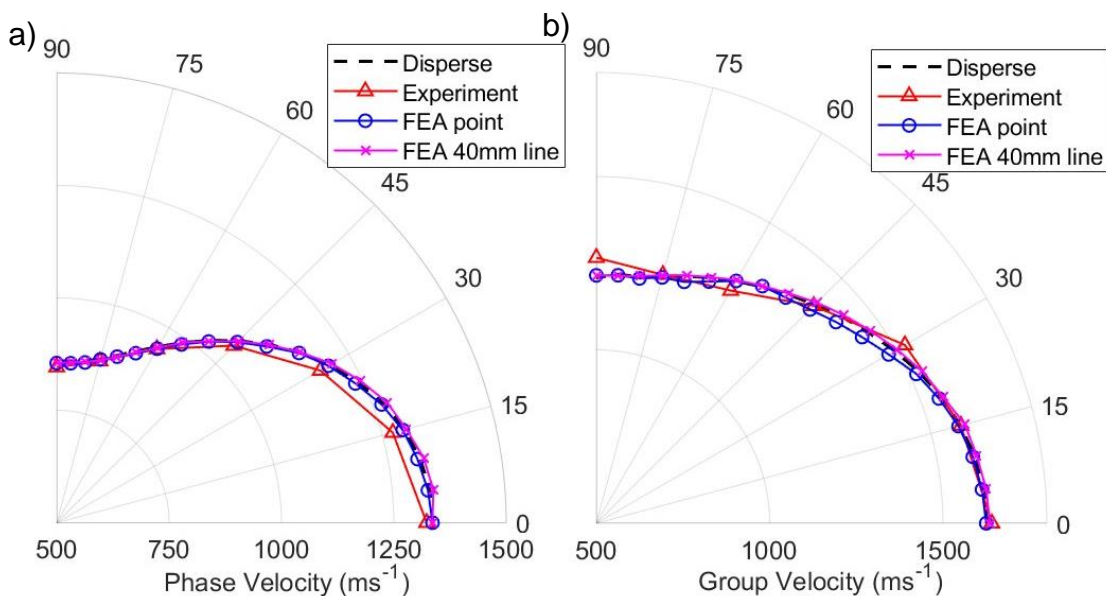 a)
90
75
60
45
30
15
0
Disperse
Experiment
FEA point
FEA 40mm line
500 750 1000 1250 1500
Phase Velocity (ms⁻¹)
b)
90
75
60
45
30
15
0
Disperse
Experiment
FEA point
FEA 40mm line
500 1000 1500
Group Velocity (ms⁻¹)